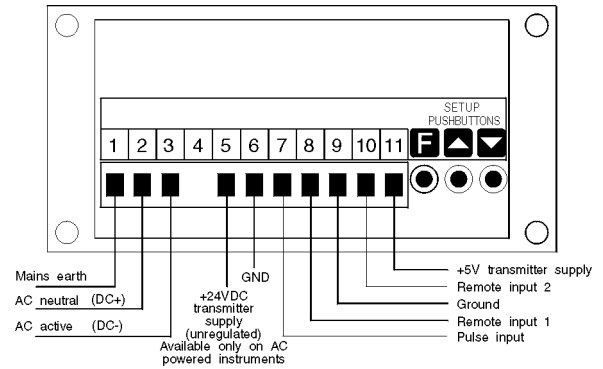 SETUP
PUSHBUTTONS
1 2 3 4 5 6 7 8 9 10 11 F
Mains earth
AC neutral (DC+)
AC active (DC-)
GND
+24VDC
transmitter
supply
(unregulated)
Available only on AC
powered instruments
+5V transmitter supply
Remote input 2
Ground
Remote input 1
Pulse input